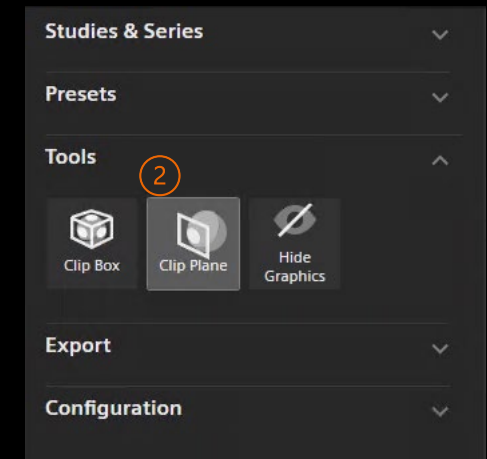 Studies & Series
Presets
Tools
2
Clip Box
Clip Plane
Hide
Graphics
Export
Configuration